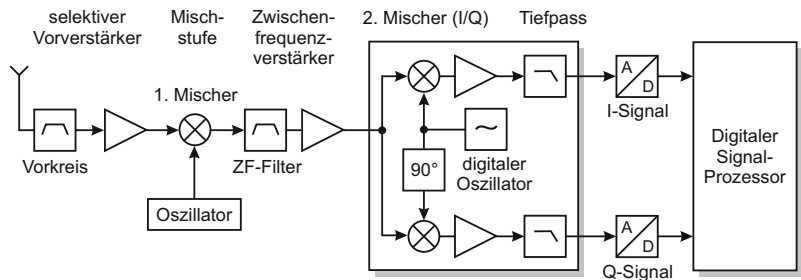 selektiver
Vorverstärker
Misch-
stufe
Zwischen-
frequenz-
verstärker
2. Mischer (I/Q)
Tiefpass
1. Mischer
Vorkreis
Oszillator
ZF-Filter
90°
~
digitaler
Oszillator
A
D
I-Signal
A
D
Q-Signal
Digitaler
Signal-
Prozessor